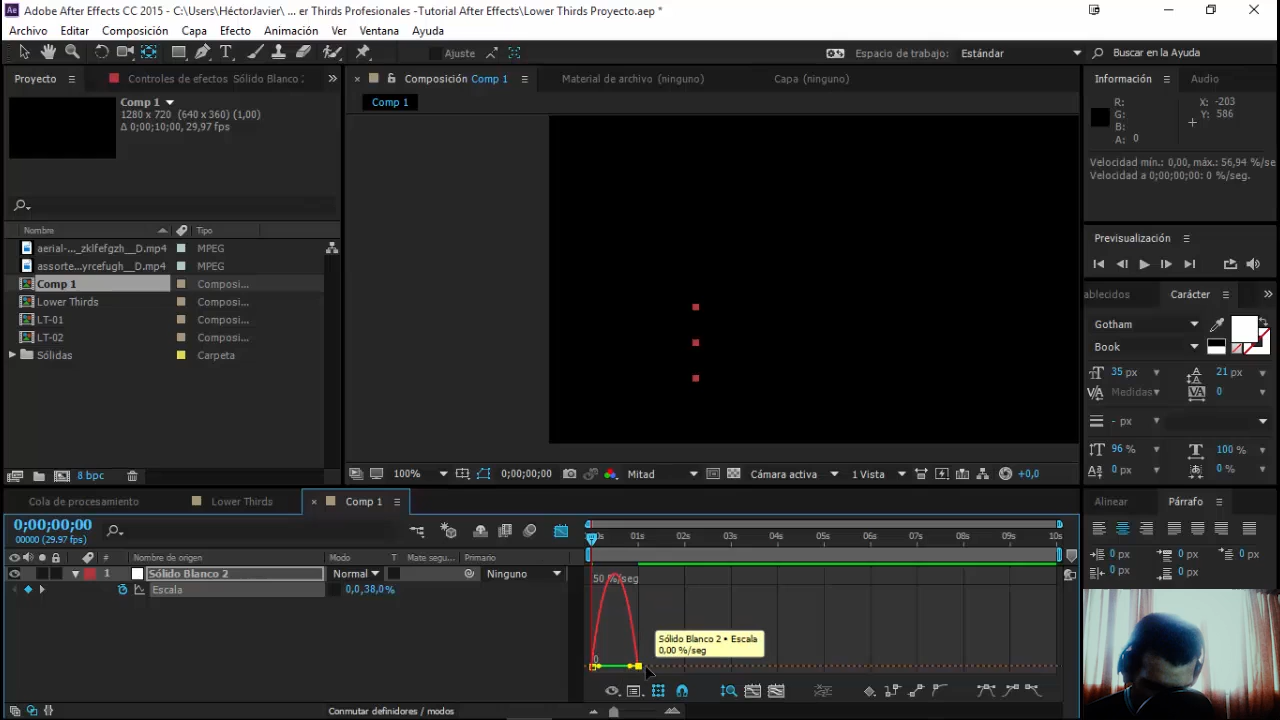 Adobe After Effects CC 2015 - C:\Users\HéctorJavier\ ... er Thirds Profesionales -Tutorial After Effects\Lower Thirds Proyecto.aep *
Archivo Editar Composición Capa Efecto Animación Ver Ventana Ayuda
Ajuste Espacio de trabajo: Estándar Buscar en la Ayuda
Proyecto Controles de efectos Sólido Blanco 2
Composición Comp 1 Material de archivo (ninguno) Capa (ninguno)
Información Audio
Comp 1
Comp 1
1280 x 720 (640 x 360) (1,00)
Δ 0;00;10;00, 29,97 fps
R:
G:
B:
A: 0
X: -203
Y: 586
Velocidad mín.: 0,00, máx.: 56,94 %/se
Velocidad a 0;00;00;00: 0 %/seg.
Nombre Tipo
aerial-..._zklfefgzh__D.mp4 MPEG
assorte...yrcefugh__D.mp4 MPEG
Comp 1 Composi...
Lower Thirds Composi...
LT-01 Composi...
LT-02 Composi...
Sólidas Carpeta
Previsualización
ablecidos Carácter
Gotham
Book
35 px 21 px
Medidas 0
- px
96 % 100 %
0 px 0 %
8 bpc
100% 0;00;00;00 Mitad Cámara activa 1 Vista +0,0
Cola de procesamiento Lower Thirds Comp 1
Alinear Párrafo
0;00;00;00
00000 (29.97 fps)
0s 01s 02s 03s 04s 05s 06s 07s 08s 09s 10s
# Nombre de origen Modo T Mate segu... Primario
1 Sólido Blanco 2 Normal Ninguno
Escala 0,0,38,0%
50 %/seg
0
Sólido Blanco 2 • Escala
0,00 %/seg
0 px 0 px 0 px
0 px 0 px
Conmutar definidores / modos